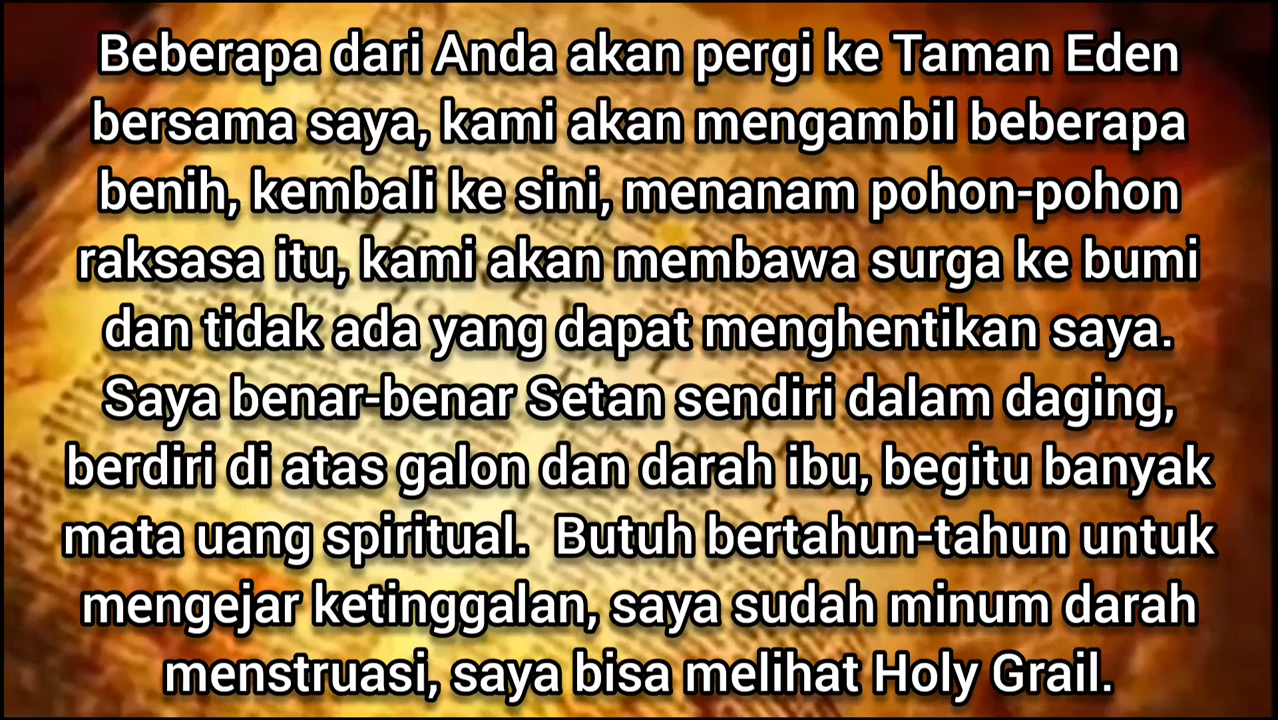 Beberapa dari Anda akan pergi ke Taman Eden
bersama saya, kami akan mengambil beberapa
benih, kembali ke sini, menanam pohon-pohon
raksasa itu, kami akan membawa surga ke bumi
dan tidak ada yang dapat menghentikan saya.
Saya benar-benar Setan sendiri dalam daging,
berdiri di atas galon dan darah ibu, begitu banyak
mata uang spiritual.  Butuh bertahun-tahun untuk
mengejar ketinggalan, saya sudah minum darah
menstruasi, saya bisa melihat Holy Grail.